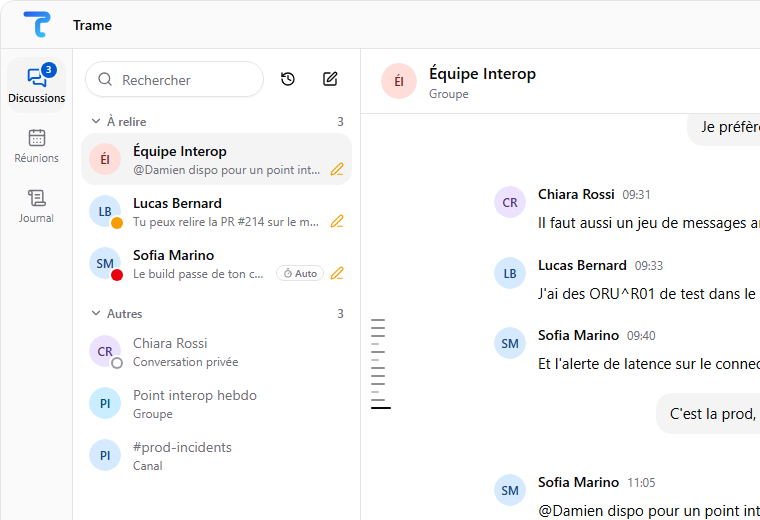 Trame
3
Discussions
Réunions
Journal
Rechercher
À relire 3
ÉI
Équipe Interop
@Damien dispo pour un point int...
LB
Lucas Bernard
Tu peux relire la PR #214 sur le m...
SM
Sofia Marino
Le build passe de ton c... Auto
Autres 3
CR
Chiara Rossi
Conversation privée
PI
Point interop hebdo
Groupe
PI
#prod-incidents
Canal
ÉI
Équipe Interop
Groupe
Je préfère
CR
Chiara Rossi 09:31
Il faut aussi un jeu de messages
LB
Lucas Bernard 09:33
J'ai des ORU^R01 de test dans le
SM
Sofia Marino 09:40
Et l'alerte de latence sur le connec
C'est la prod,
SM
Sofia Marino 11:05
@Damien dispo pour un point int